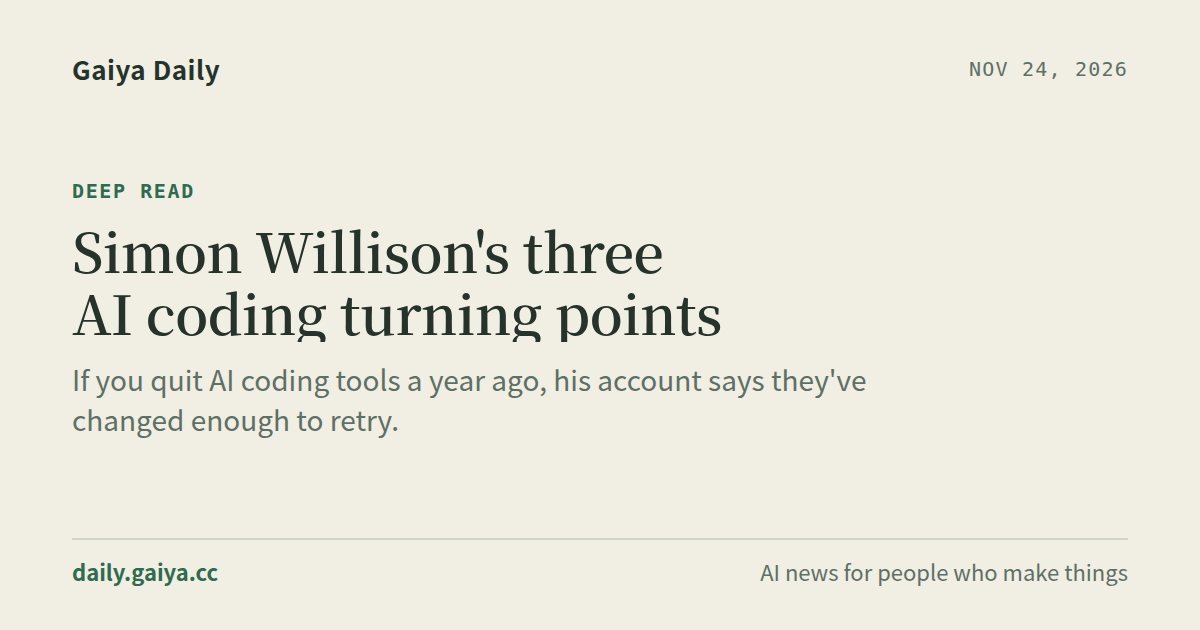 Gaiya Daily
NOV 24, 2026
DEEP READ
Simon Willison's three
AI coding turning points
If you quit AI coding tools a year ago, his account says they've
changed enough to retry.
daily.gaiya.cc
AI news for people who make things